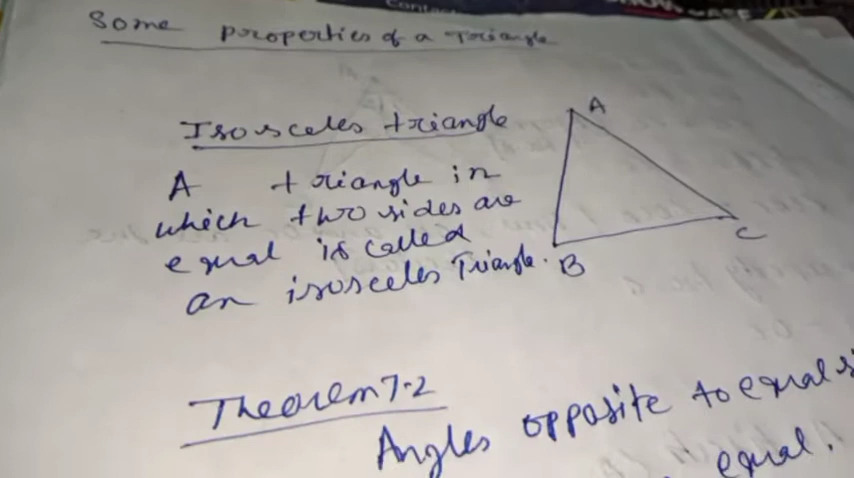 Some properties of a Triangle
Isosceles triangle
A triangle in
which two sides are
equal is called
an isosceles Triangle.
A
B
C
Theorem 7.2
Angles opposite to equal
equal.